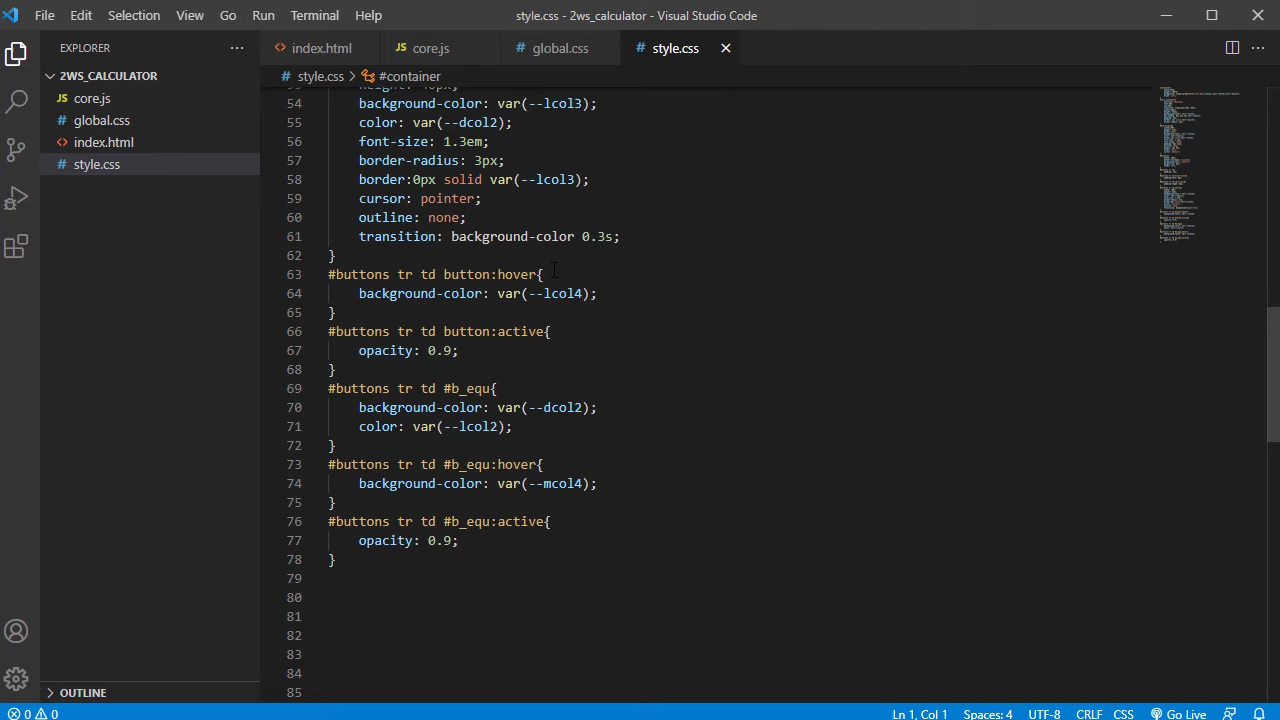 File Edit Selection View Go Run Terminal Help style.css - 2ws_calculator - Visual Studio Code
EXPLORER
index.html core.js global.css style.css
2WS_CALCULATOR
style.css > #container
core.js
global.css
index.html
style.css
54 background-color: var(--lcol3);
55 color: var(--dcol2);
56 font-size: 1.3em;
57 border-radius: 3px;
58 border:0px solid var(--lcol3);
59 cursor: pointer;
60 outline: none;
61 transition: background-color 0.3s;
62 }
63 #buttons tr td button:hover{
64 background-color: var(--lcol4);
65 }
66 #buttons tr td button:active{
67 opacity: 0.9;
68 }
69 #buttons tr td #b_equ{
70 background-color: var(--dcol2);
71 color: var(--lcol2);
72 }
73 #buttons tr td #b_equ:hover{
74 background-color: var(--mcol4);
75 }
76 #buttons tr td #b_equ:active{
77 opacity: 0.9;
78 }
79
80
81
82
83
84
85
OUTLINE
0 0 Ln 1, Col 1 Spaces: 4 UTF-8 CRLF CSS Go Live